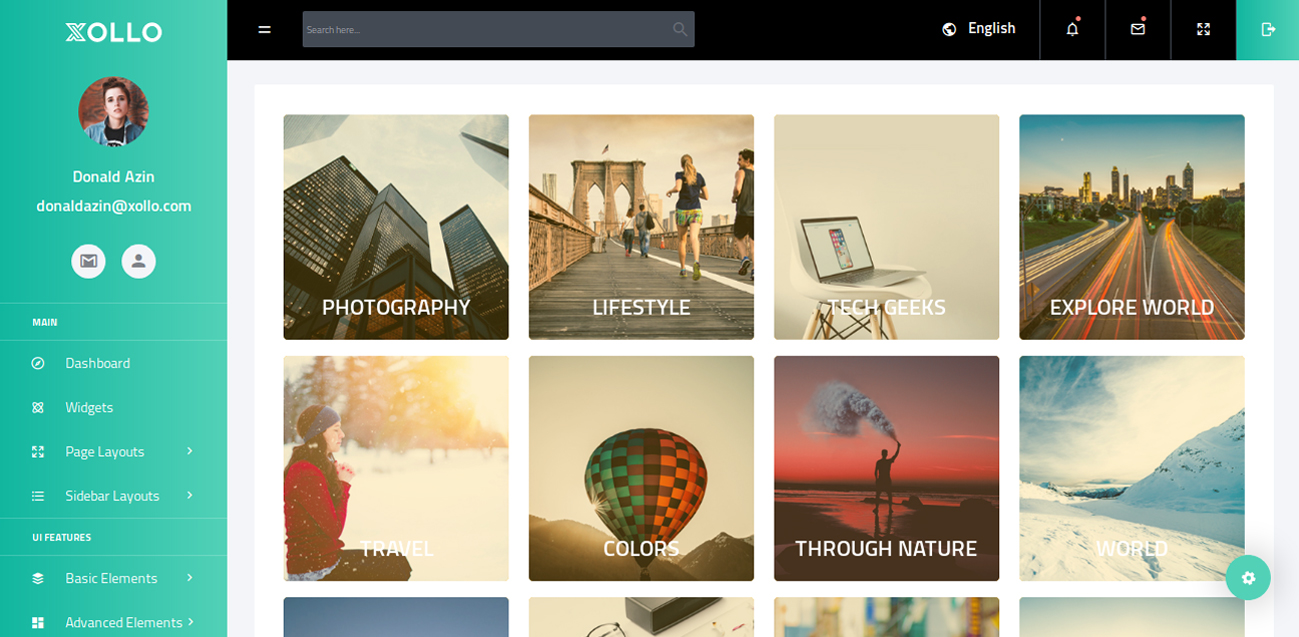 XOLLO
Search here...
English
Donald Azin
donaldazin@xollo.com
MAIN
Dashboard
Widgets
Page Layouts
Sidebar Layouts
UI FEATURES
Basic Elements
Advanced Elements
PHOTOGRAPHY
LIFESTYLE
TECH GEEKS
EXPLORE WORLD
TRAVEL
COLORS
THROUGH NATURE
WORLD